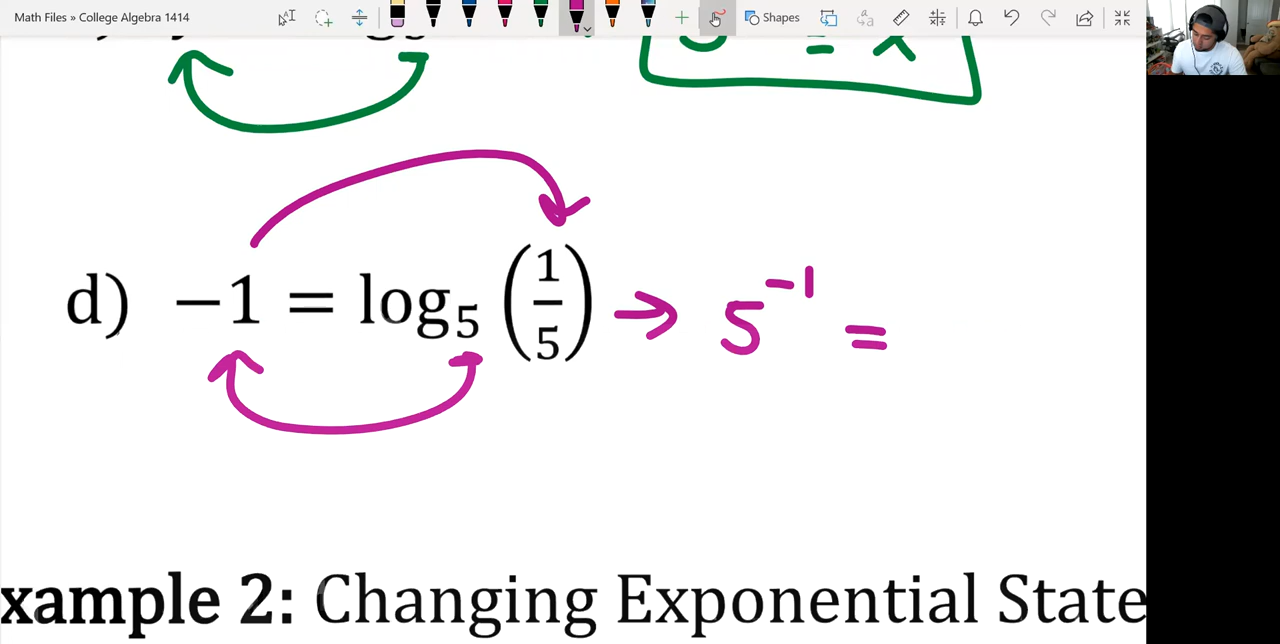 Math Files » College Algebra 1414
Shapes
= x
d) −1 = log₅ (1/5) → 5⁻¹ =
xample 2: Changing Exponential State